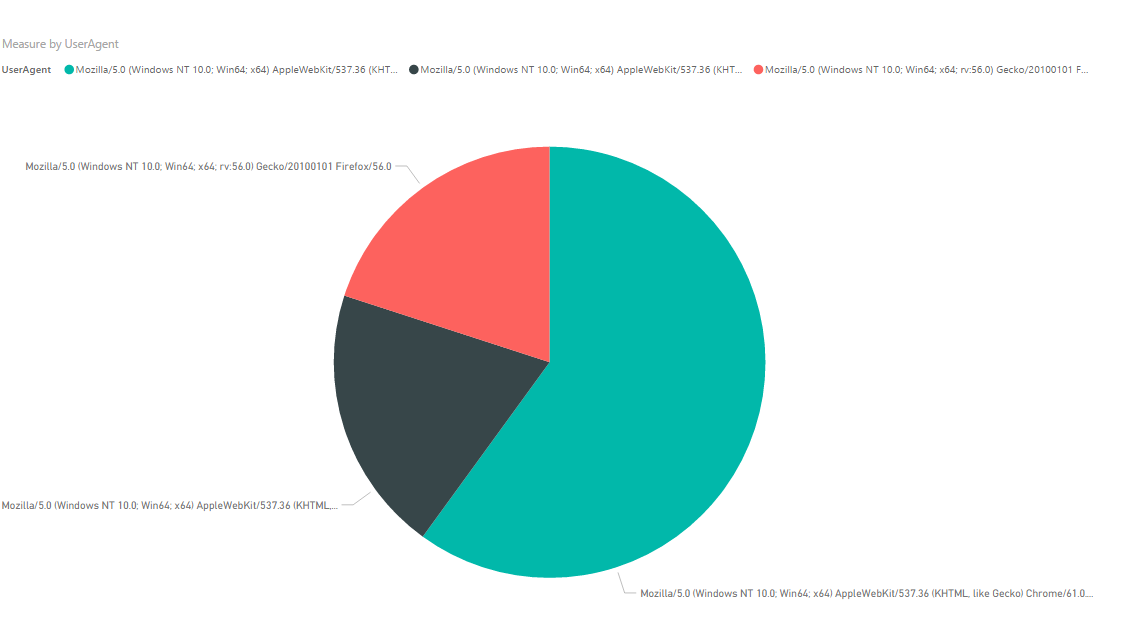 Measure by UserAgent
UserAgent Mozilla/5.0 (Windows NT 10.0; Win64; x64) AppleWebKit/537.36 (KHT... Mozilla/5.0 (Windows NT 10.0; Win64; x64) AppleWebKit/537.36 (KHT... Mozilla/5.0 (Windows NT 10.0; Win64; x64; rv:56.0) Gecko/20100101 F...
Mozilla/5.0 (Windows NT 10.0; Win64; x64; rv:56.0) Gecko/20100101 Firefox/56.0
Mozilla/5.0 (Windows NT 10.0; Win64; x64) AppleWebKit/537.36 (KHTML,...
Mozilla/5.0 (Windows NT 10.0; Win64; x64) AppleWebKit/537.36 (KHTML, like Gecko) Chrome/61.0....